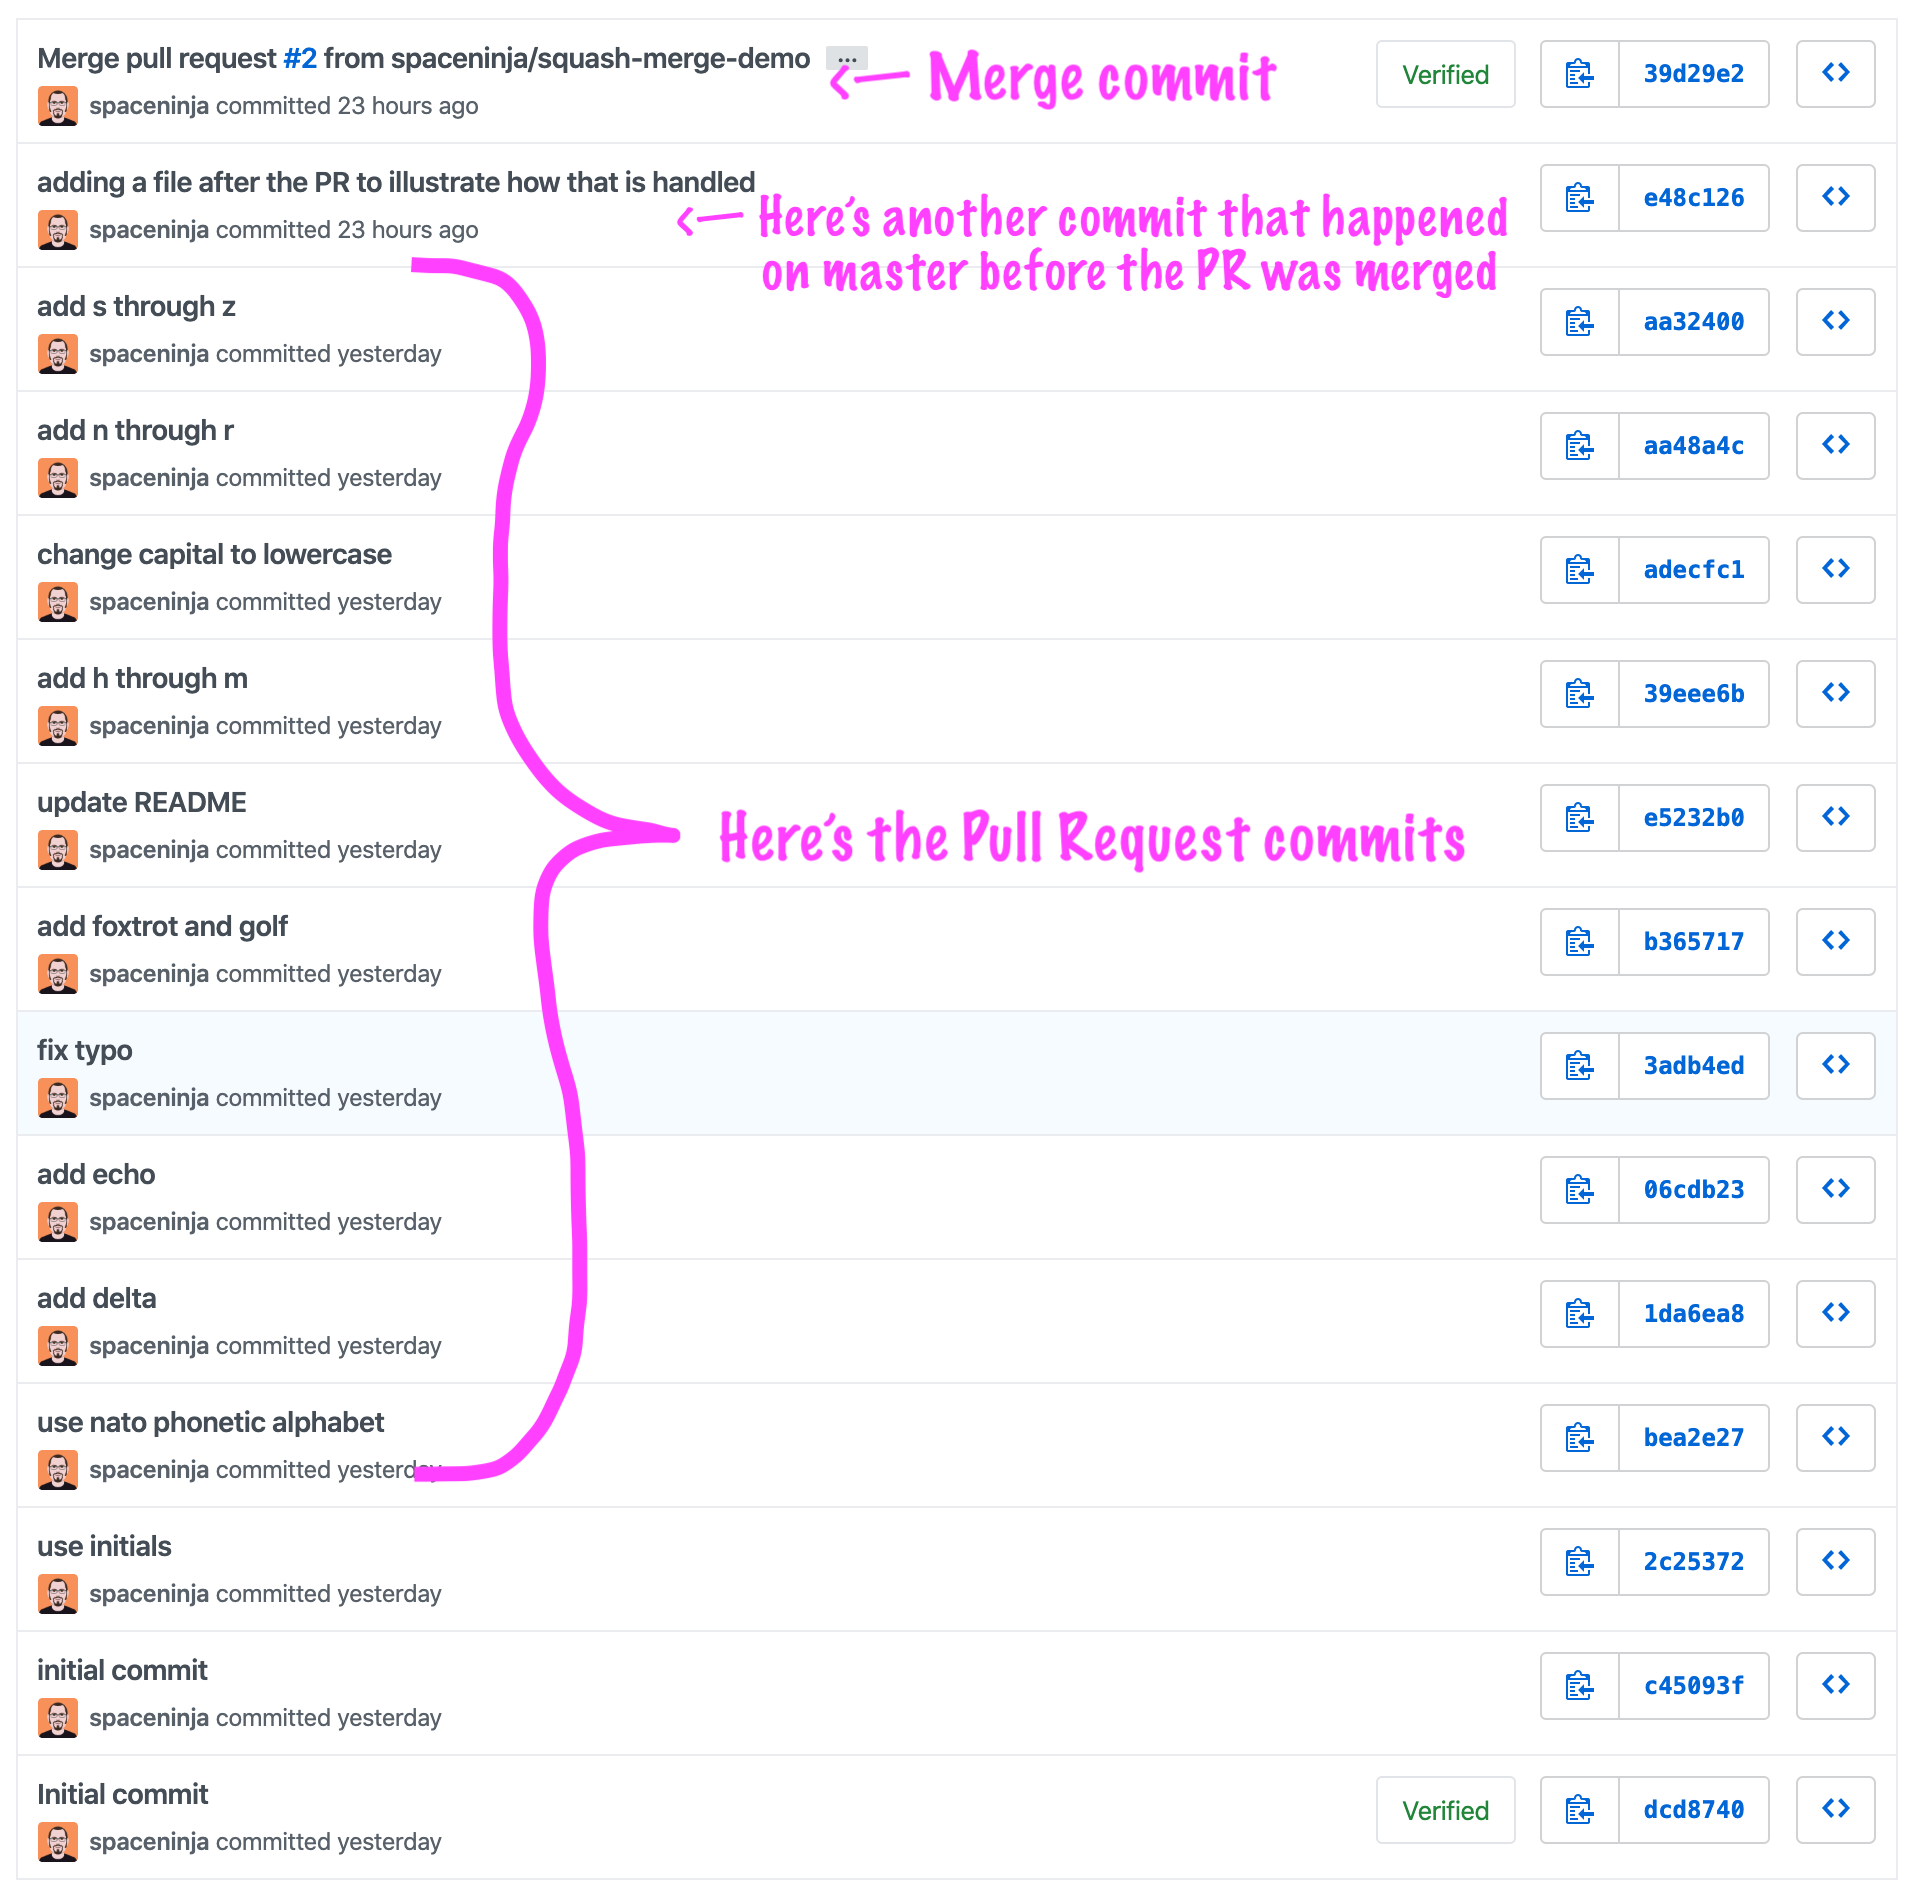 Merge pull request #2 from spaceninja/squash-merge-demo ...
spaceninja committed 23 hours ago
Merge commit
Verified
39d29e2
adding a file after the PR to illustrate how that is handled
spaceninja committed 23 hours ago
Here's another commit that happened
on master before the PR was merged
e48c126
add s through z
spaceninja committed yesterday
aa32400
add n through r
spaceninja committed yesterday
aa48a4c
change capital to lowercase
spaceninja committed yesterday
adecfc1
add h through m
spaceninja committed yesterday
39eee6b
update README
spaceninja committed yesterday
Here's the Pull Request commits
e5232b0
add foxtrot and golf
spaceninja committed yesterday
b365717
fix typo
spaceninja committed yesterday
3adb4ed
add echo
spaceninja committed yesterday
06cdb23
add delta
spaceninja committed yesterday
1da6ea8
use nato phonetic alphabet
spaceninja committed yesterday
bea2e27
use initials
spaceninja committed yesterday
2c25372
initial commit
spaceninja committed yesterday
c45093f
Initial commit
spaceninja committed yesterday
Verified
dcd8740